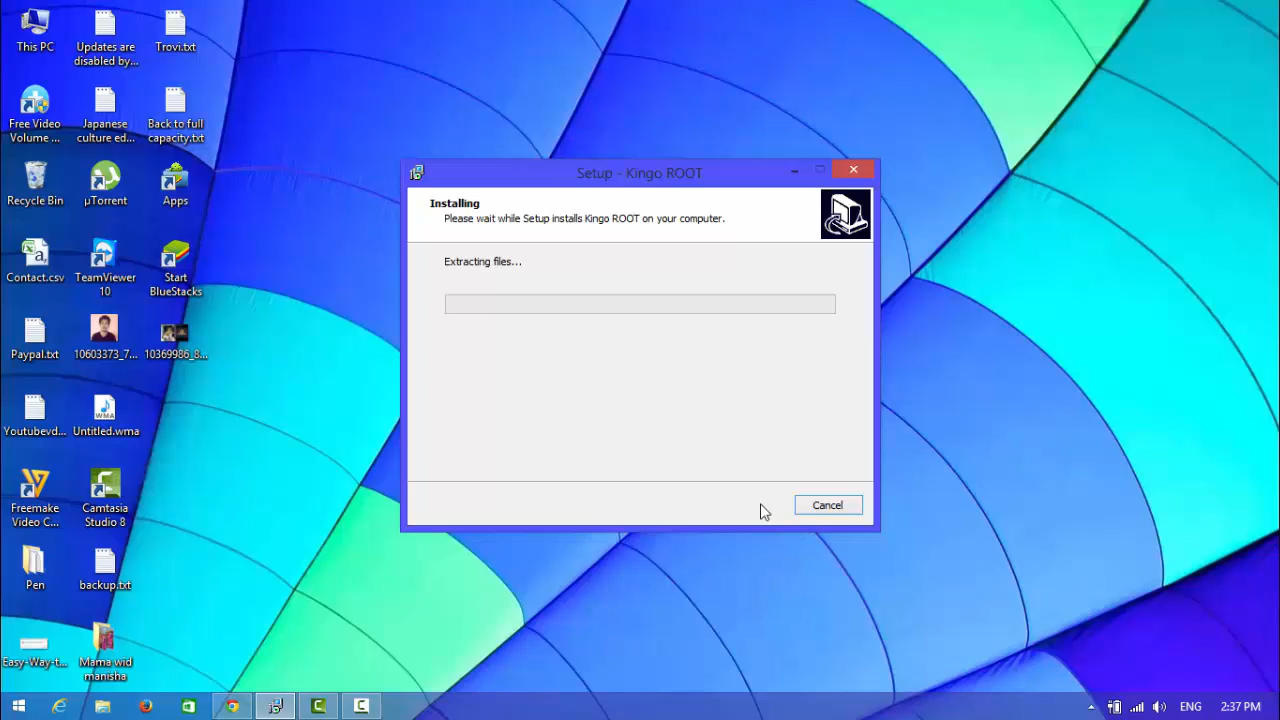 This PC
Updates are
disabled by...
Trovi.txt
Free Video
Volume ...
Japanese
culture ed...
Back to full
capacity.txt
Recycle Bin
µTorrent
Apps
Contact.csv
TeamViewer
10
Start
BlueStacks
Paypal.txt
10603373_7...
10369986_8...
Youtubevd...
Untitled.wma
Freemake
Video C...
Camtasia
Studio 8
Pen
backup.txt
Easy-Way-t...
Mama wid
manisha
Setup - Kingo ROOT
Installing
Please wait while Setup installs Kingo ROOT on your computer.
Extracting files...
Cancel
ENG
2:37 PM